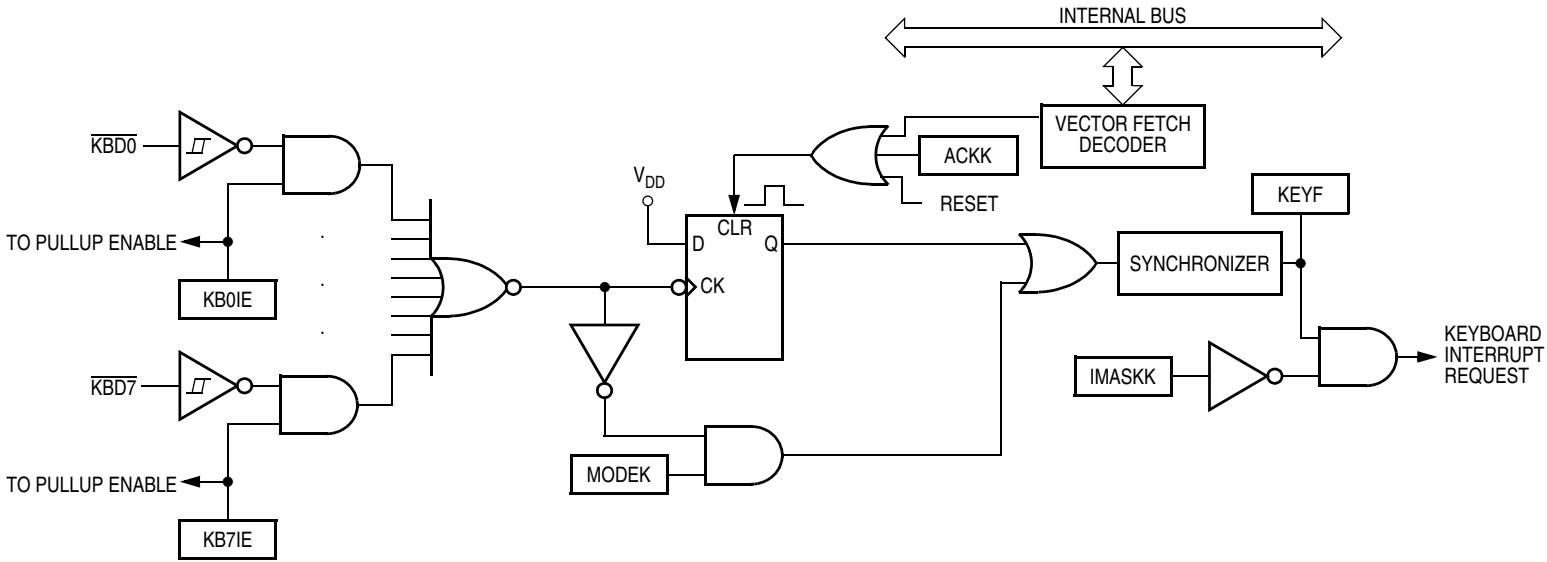 INTERNAL BUS
VECTOR FETCH
DECODER
ACKK
RESET
KBD0
TO PULLUP ENABLE
KB0IE
KBD7
TO PULLUP ENABLE
KB7IE
VDD
CLR
D
Q
CK
MODEK
SYNCHRONIZER
KEYF
IMASKK
KEYBOARD
INTERRUPT
REQUEST